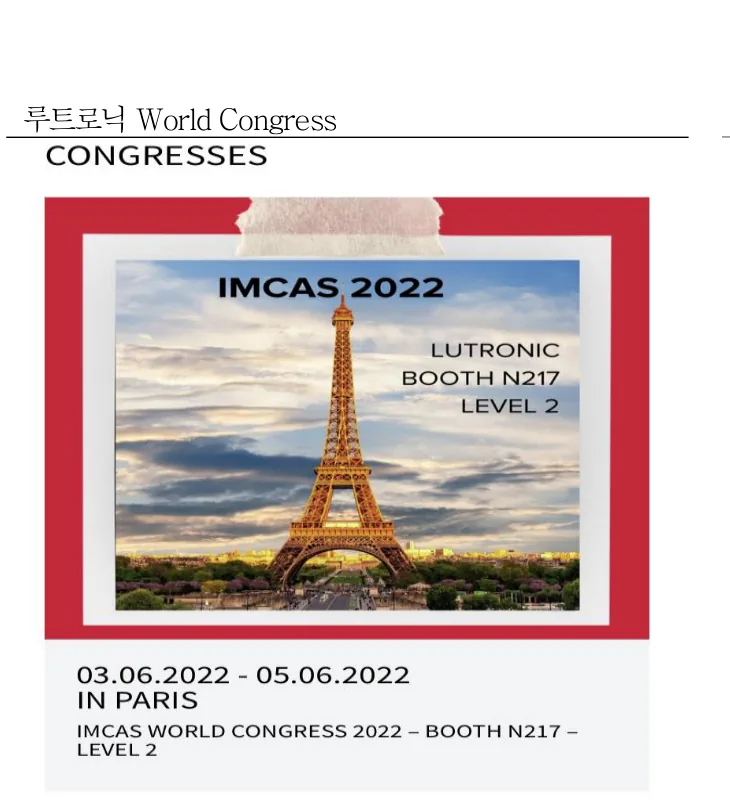 루트로닉 World Congress
CONGRESSES
IMCAS 2022
LUTRONIC
BOOTH N217
LEVEL 2
03.06.2022 - 05.06.2022
IN PARIS
IMCAS WORLD CONGRESS 2022 – BOOTH N217 –
LEVEL 2